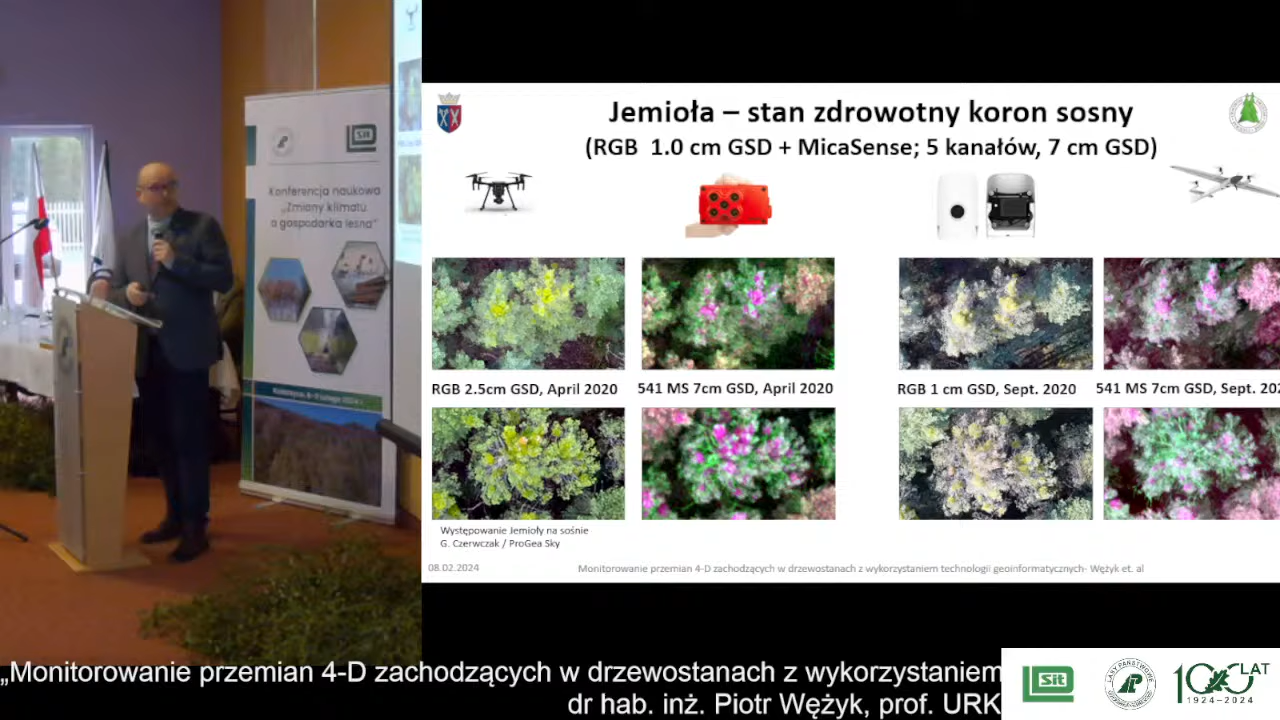 Sit
Konferencja naukowa
„Zmiany klimatu
a gospodarka leśna”
Jemioła – stan zdrowotny koron sosny
(RGB 1.0 cm GSD + MicaSense; 5 kanałów, 7 cm GSD)
RGB 2.5cm GSD, April 2020
541 MS 7cm GSD, April 2020
RGB 1 cm GSD, Sept. 2020
541 MS 7cm GSD, Sept. 202
Występowanie Jemioły na sośnie
G. Czerwczak / ProGea Sky
08.02.2024
Monitorowanie przemian 4-D zachodzących w drzewostanach z wykorzystaniem technologii geoinformatycznych- Wężyk et. al
„Monitorowanie przemian 4-D zachodzących w drzewostanach z wykorzystaniem
dr hab. inż. Piotr Wężyk, prof. URK
Sit
LASY PAŃSTWOWE
100 LAT
1924–2024